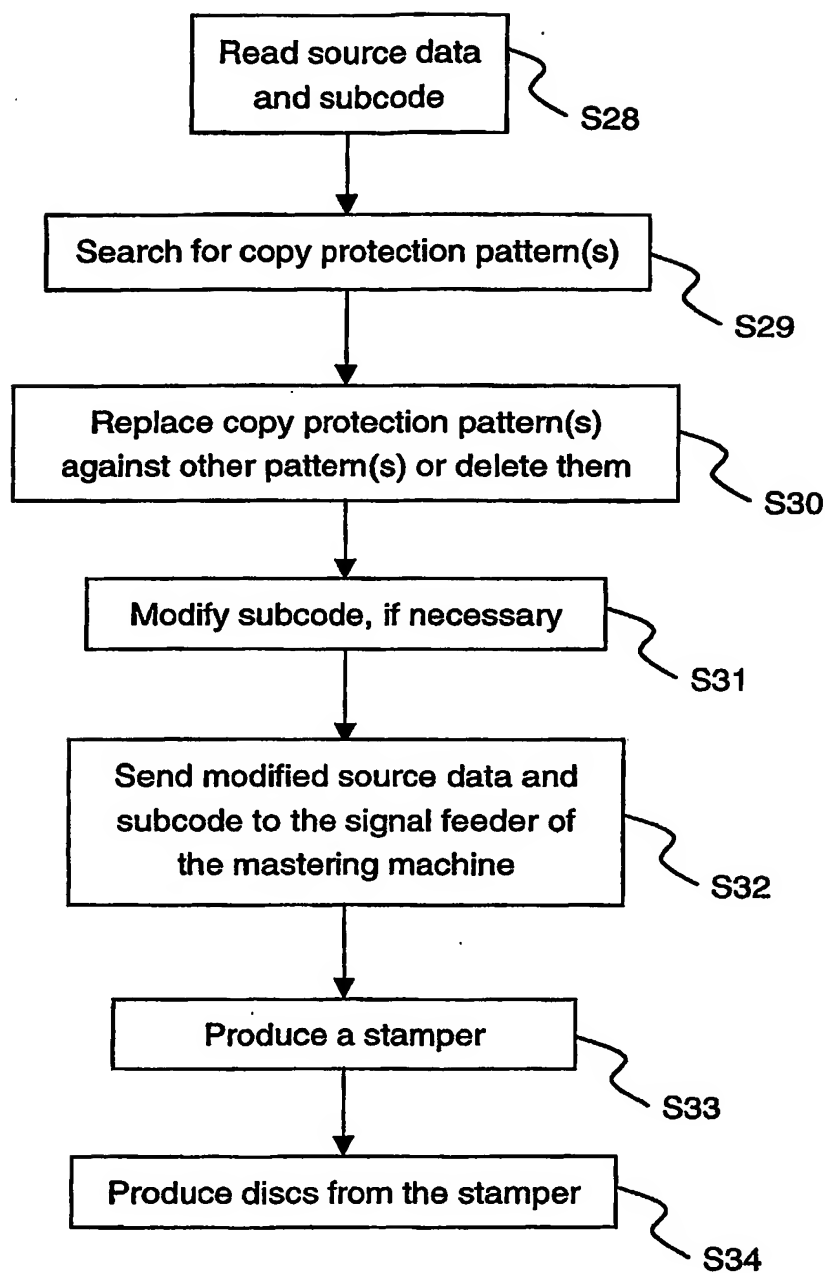 Read source data
and subcode
S28
Search for copy protection pattern(s)
S29
Replace copy protection pattern(s)
against other pattern(s) or delete them
S30
Modify subcode, if necessary
S31
Send modified source data and
subcode to the signal feeder of
the mastering machine
S32
Produce a stamper
S33
Produce discs from the stamper
S34